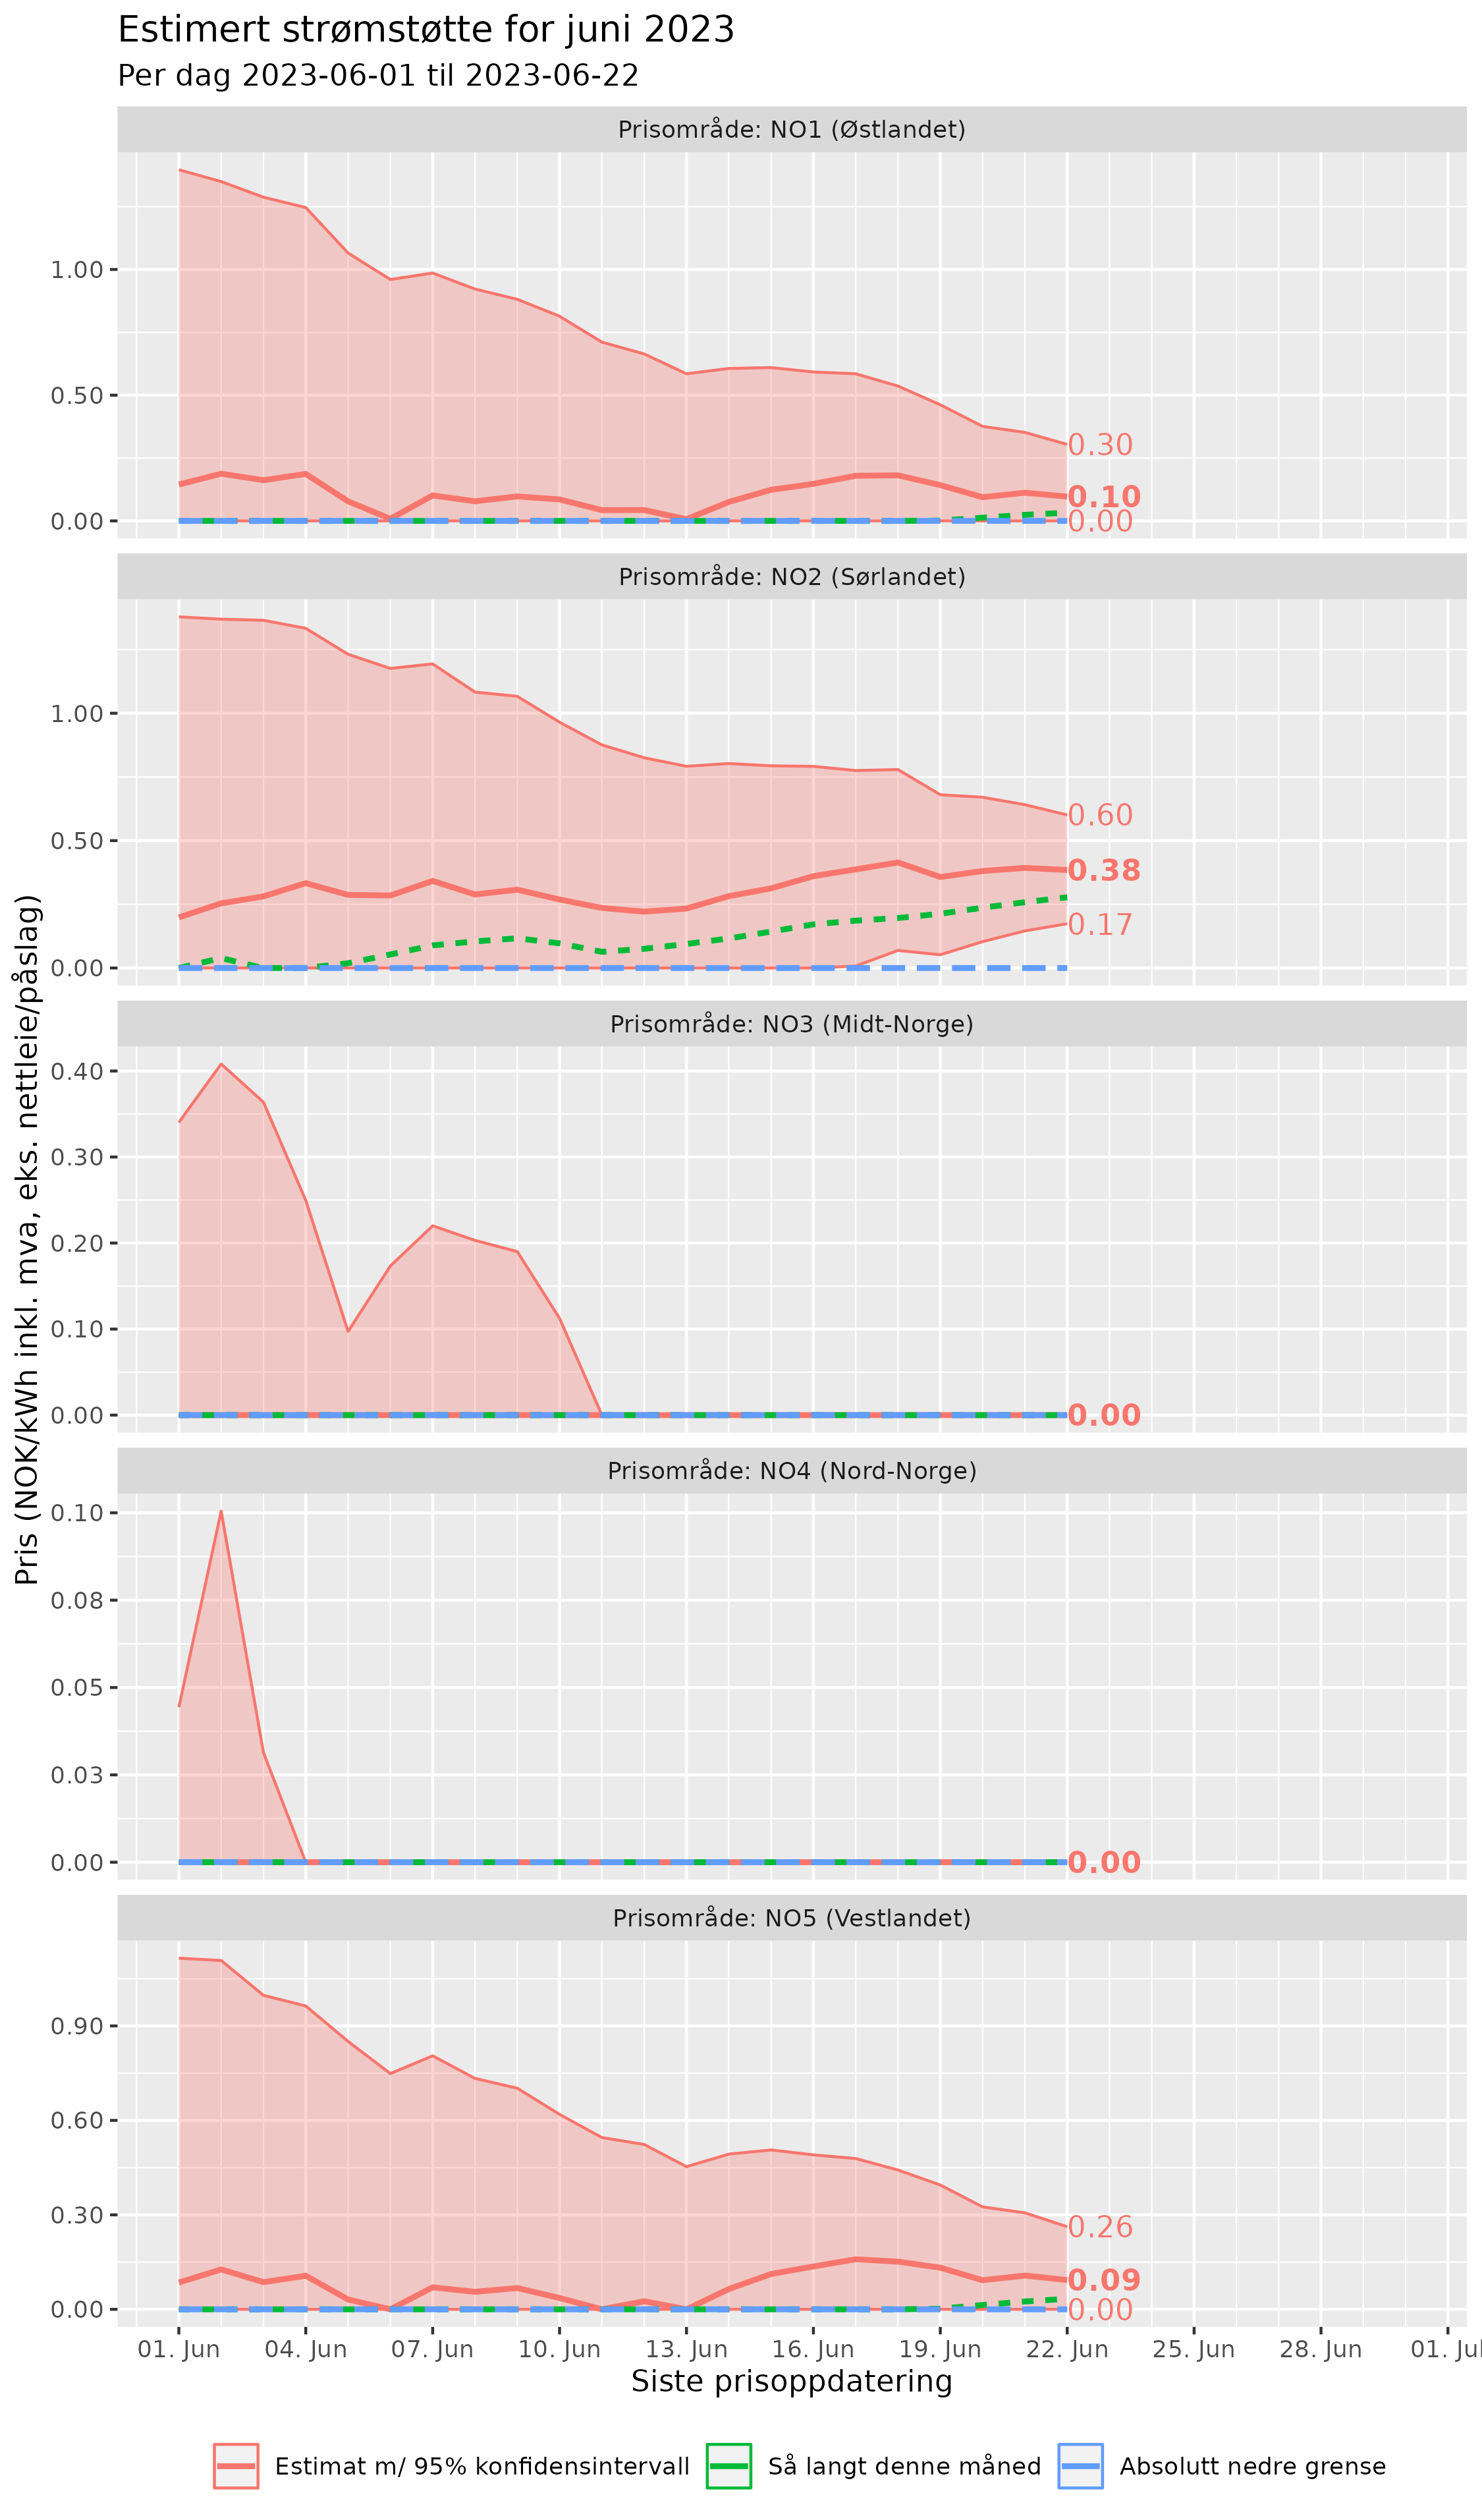 Estimert strømstøtte for juni 2023
Per dag 2023-06-01 til 2023-06-22
Pris (NOK/kWh inkl. mva, eks. nettleie/påslag)
Prisområde: NO1 (Østlandet)
1.00
0.50
0.00
0.30
0.10
0.00
Prisområde: NO2 (Sørlandet)
1.00
0.50
0.00
0.60
0.38
0.17
Prisområde: NO3 (Midt-Norge)
0.40
0.30
0.20
0.10
0.00
0.00
Prisområde: NO4 (Nord-Norge)
0.10
0.08
0.05
0.03
0.00
0.00
Prisområde: NO5 (Vestlandet)
0.90
0.60
0.30
0.00
0.26
0.09
0.00
01. Jun 04. Jun 07. Jun 10. Jun 13. Jun 16. Jun 19. Jun 22. Jun 25. Jun 28. Jun 01. Jul
Siste prisoppdatering
Estimat m/ 95% konfidensintervall Så langt denne måned Absolutt nedre grense